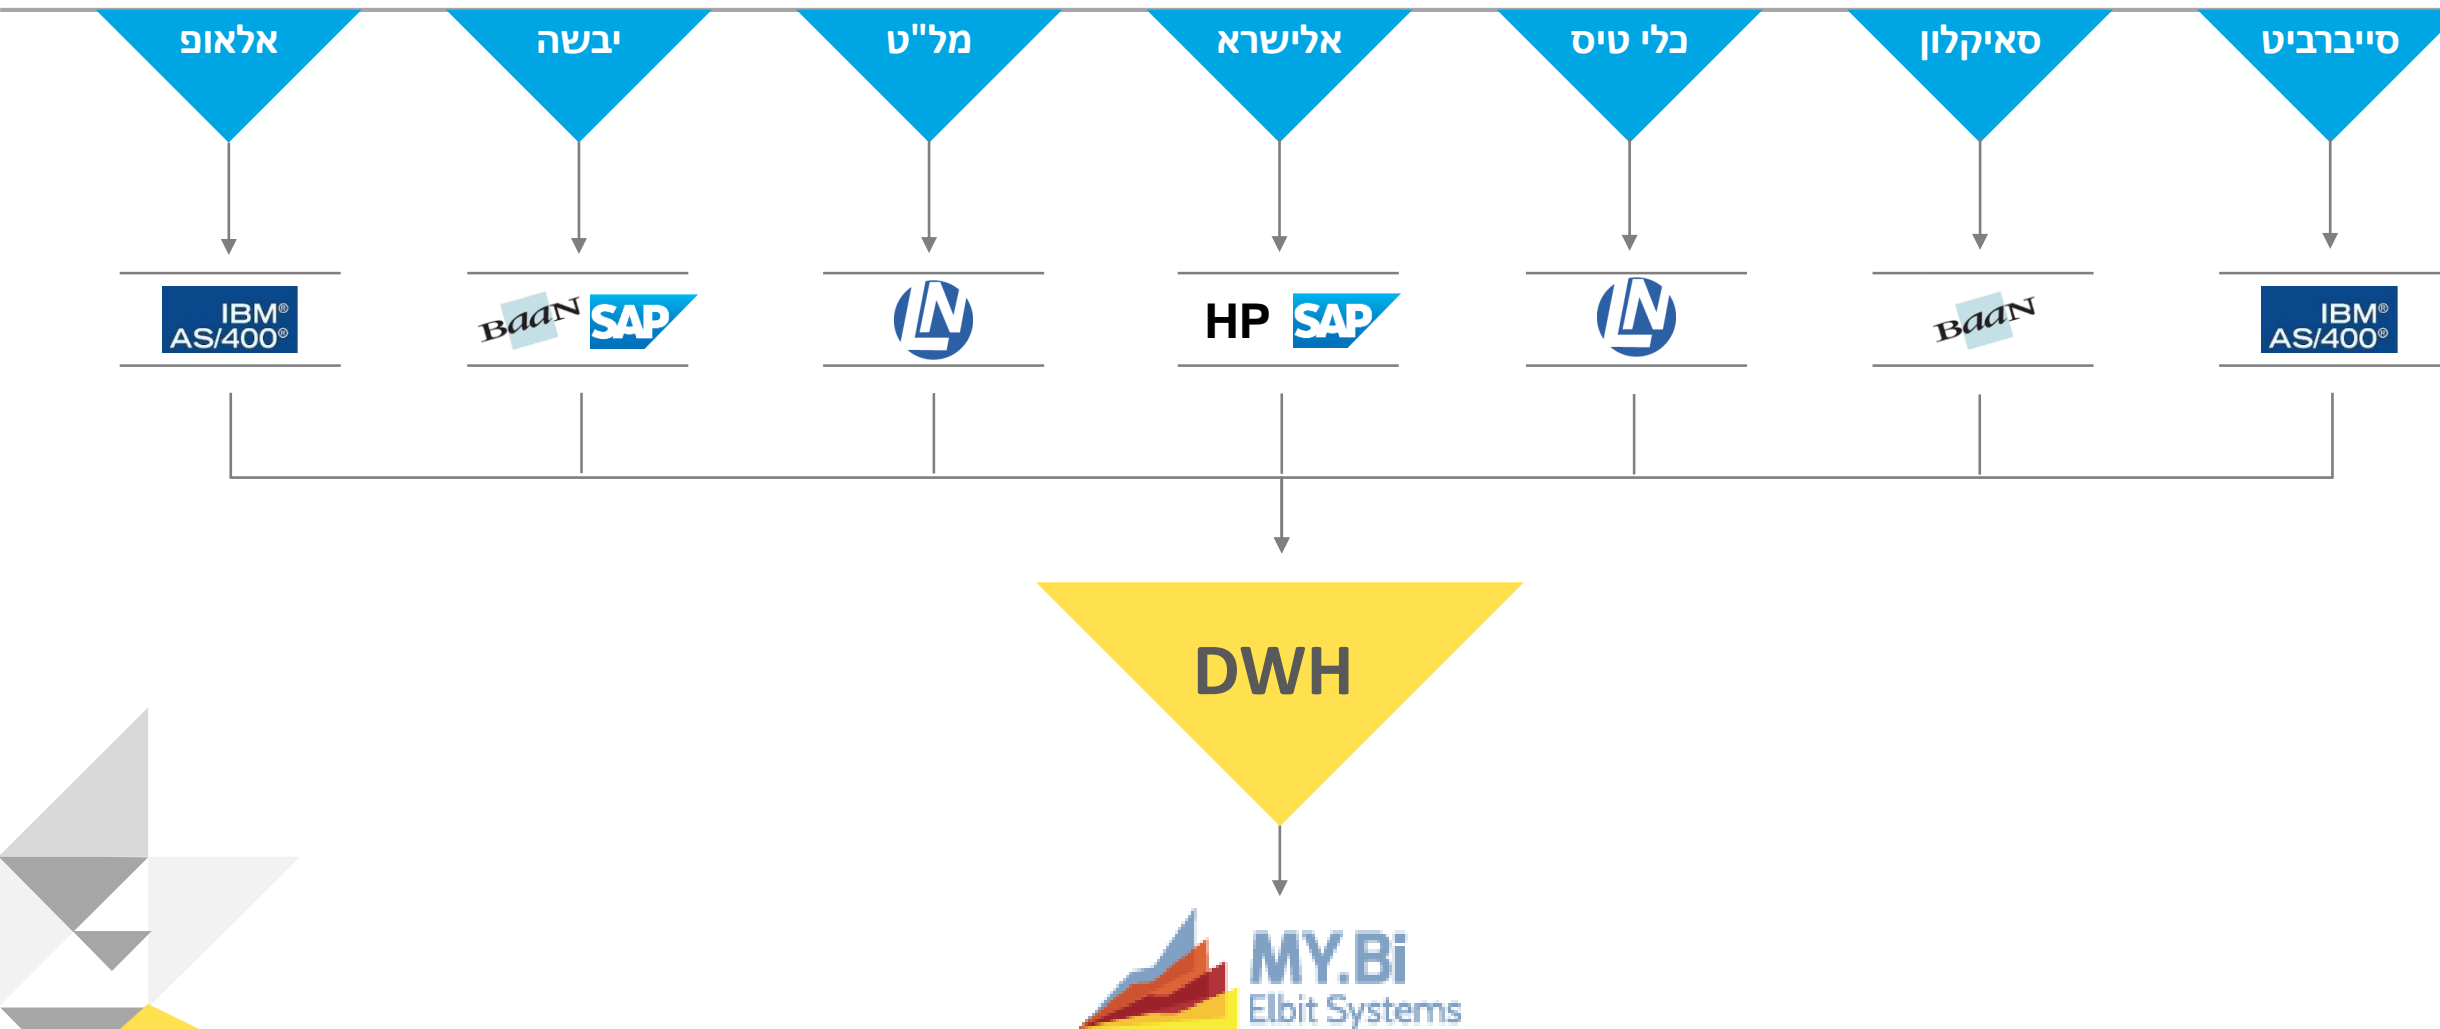 סייברביט
סאיקלון
כלי טיס
אלישרא
מל"ט
יבשה
אלאופ
IBM®
AS/400®
BaaN SAP
LN
HP SAP
LN
BaaN
IBM®
AS/400®
DWH
MY.Bi
Elbit Systems